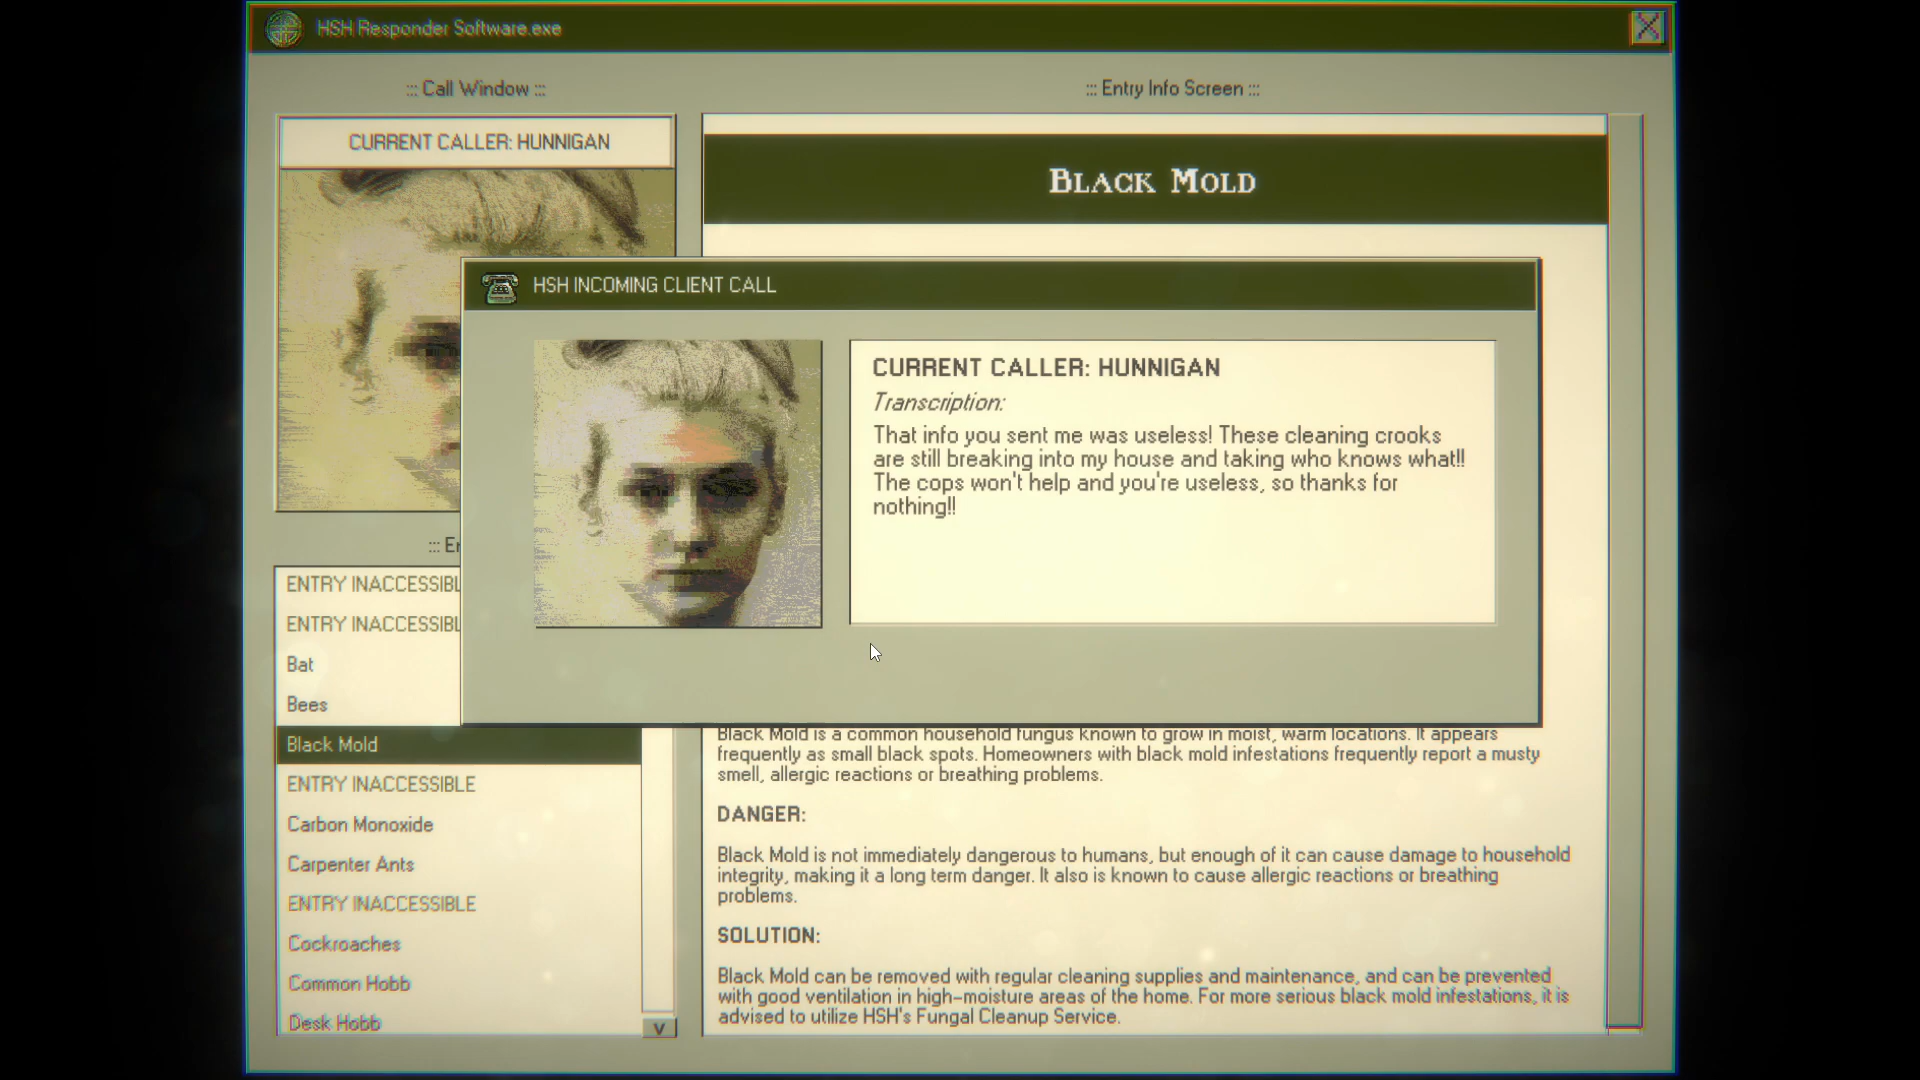 HSH Responder Software.exe
::: Call Window :::
::: Entry Info Screen :::
CURRENT CALLER: HUNNIGAN
BLACK MOLD
HSH INCOMING CLIENT CALL
CURRENT CALLER: HUNNIGAN
Transcription:
That info you sent me was useless! These cleaning crooks
are still breaking into my house and taking who knows what!!
The cops won't help and you're useless, so thanks for
nothing!!
ENTRY INACCESSIBL
ENTRY INACCESSIBL
Bat
Bees
Black Mold
ENTRY INACCESSIBLE
Carbon Monoxide
Carpenter Ants
ENTRY INACCESSIBLE
Cockroaches
Common Hobb
Desk Hobb
V
Black Mold is a common household fungus known to grow in moist, warm locations. It appears
frequently as small black spots. Homeowners with black mold infestations frequently report a musty
smell, allergic reactions or breathing problems.
DANGER:
Black Mold is not immediately dangerous to humans, but enough of it can cause damage to household
integrity, making it a long term danger. It also is known to cause allergic reactions or breathing
problems.
SOLUTION:
Black Mold can be removed with regular cleaning supplies and maintenance, and can be prevented
with good ventilation in high-moisture areas of the home. For more serious black mold infestations, it is
advised to utilize HSH's Fungal Cleanup Service.